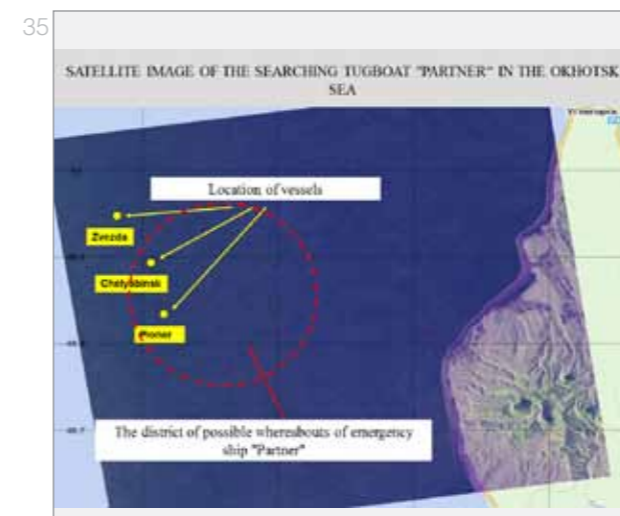 35
SATELLITE IMAGE OF THE SEARCHING TUGBOAT "PARTNER" IN THE OKHOTSK
SEA
Location of vessels
Zvezda
Chelyabinsk
Pioner
The district of possible whereabouts of emergency
ship "Partner"